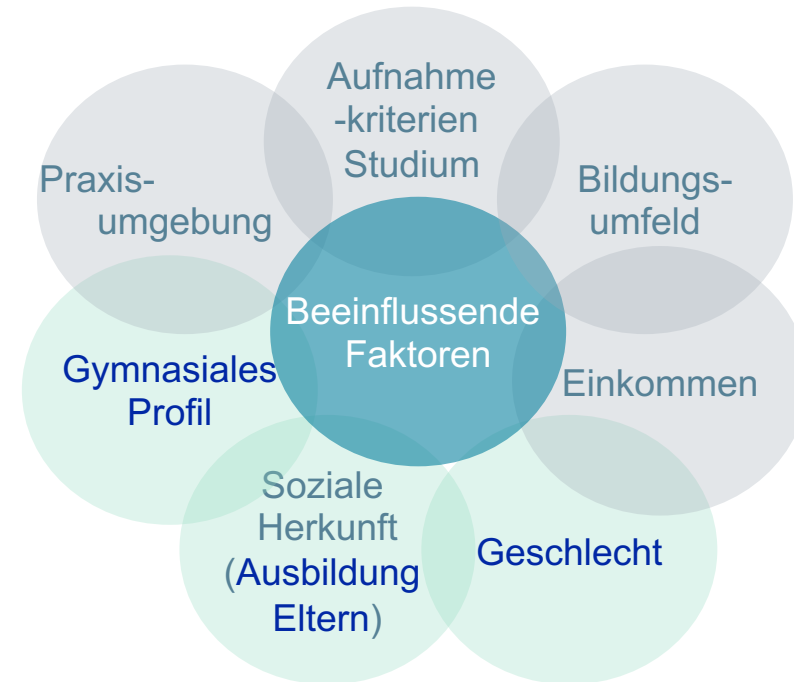 Aufnahme
-kriterien
Studium
Praxis-
umgebung
Bildungs-
umfeld
Beeinflussende
Faktoren
Gymnasiales
Profil
Einkommen
Soziale
Herkunft
(Ausbildung
Eltern)
Geschlecht